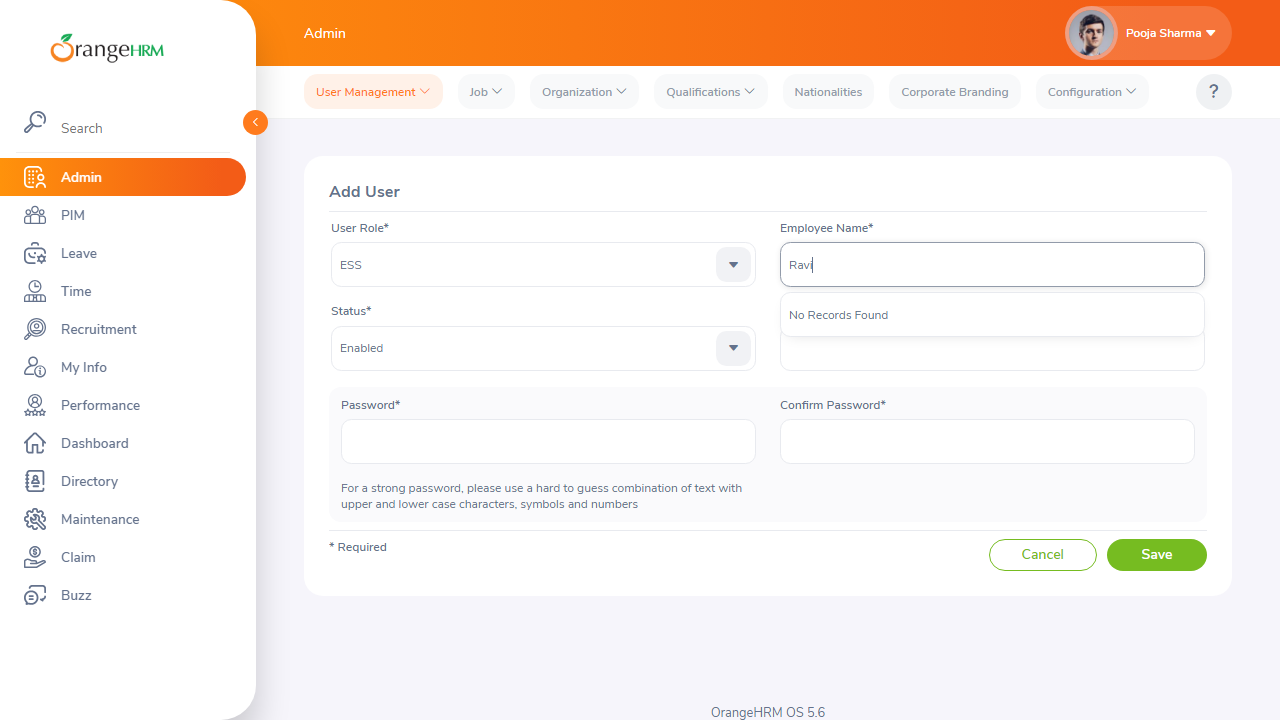 OrangeHRM
Admin
Pooja Sharma
User Management
Job
Organization
Qualifications
Nationalities
Corporate Branding
Configuration
?
Search
Admin
PIM
Leave
Time
Recruitment
My Info
Performance
Dashboard
Directory
Maintenance
Claim
Buzz
Add User
User Role*
Employee Name*
ESS
Ravi
No Records Found
Status*
Enabled
Password*
Confirm Password*
For a strong password, please use a hard to guess combination of text with
upper and lower case characters, symbols and numbers
* Required
Cancel
Save
OrangeHRM OS 5.6